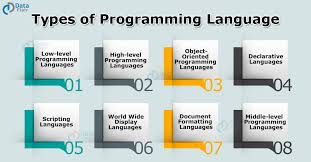 Data
Flair
Types of Programming Language
Low-level
Programming
Languages
01
High-level
Programming
Languages
02
Object-
Oriented
Programming
Languages
03
Declarative
Languages
04
Scripting
Languages
05
World Wide
Display
Languages
06
Document
Formatting
Languages
07
Middle-level
Programming
Languages
08